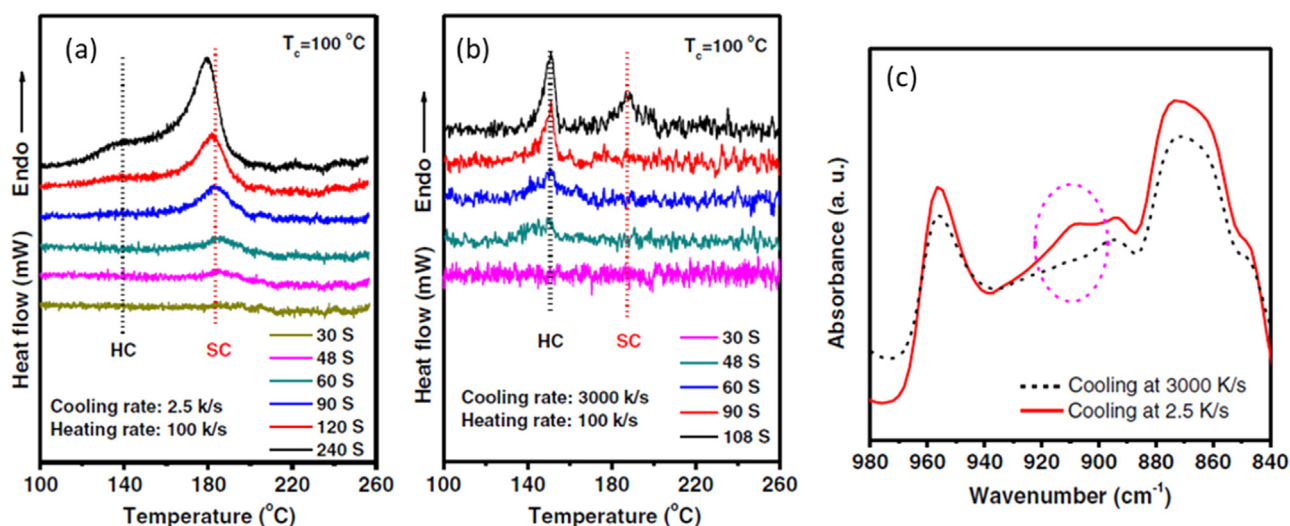 (a)
T_c=100 °C
Heat flow (mW) Endo
HC
SC
30 S
48 S
60 S
90 S
120 S
240 S
Cooling rate: 2.5 k/s
Heating rate: 100 k/s
100 140 180 220 260
Temperature (°C)
(b)
T_c=100 °C
Heat flow (mW) Endo
HC
SC
30 S
48 S
60 S
90 S
108 S
Cooling rate: 3000 k/s
Heating rate: 100 k/s
100 140 180 220 260
Temperature (°C)
(c)
Absorbance (a. u.)
Cooling at 3000 K/s
Cooling at 2.5 K/s
980 960 940 920 900 880 860 840
Wavenumber (cm⁻¹)